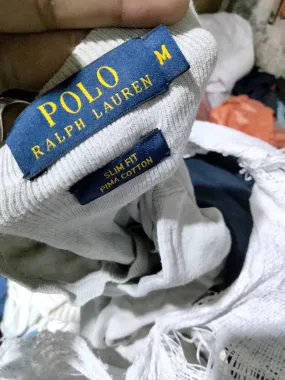 POLO M
RALPH LAUREN
SLIM FIT
PIMA COTTON